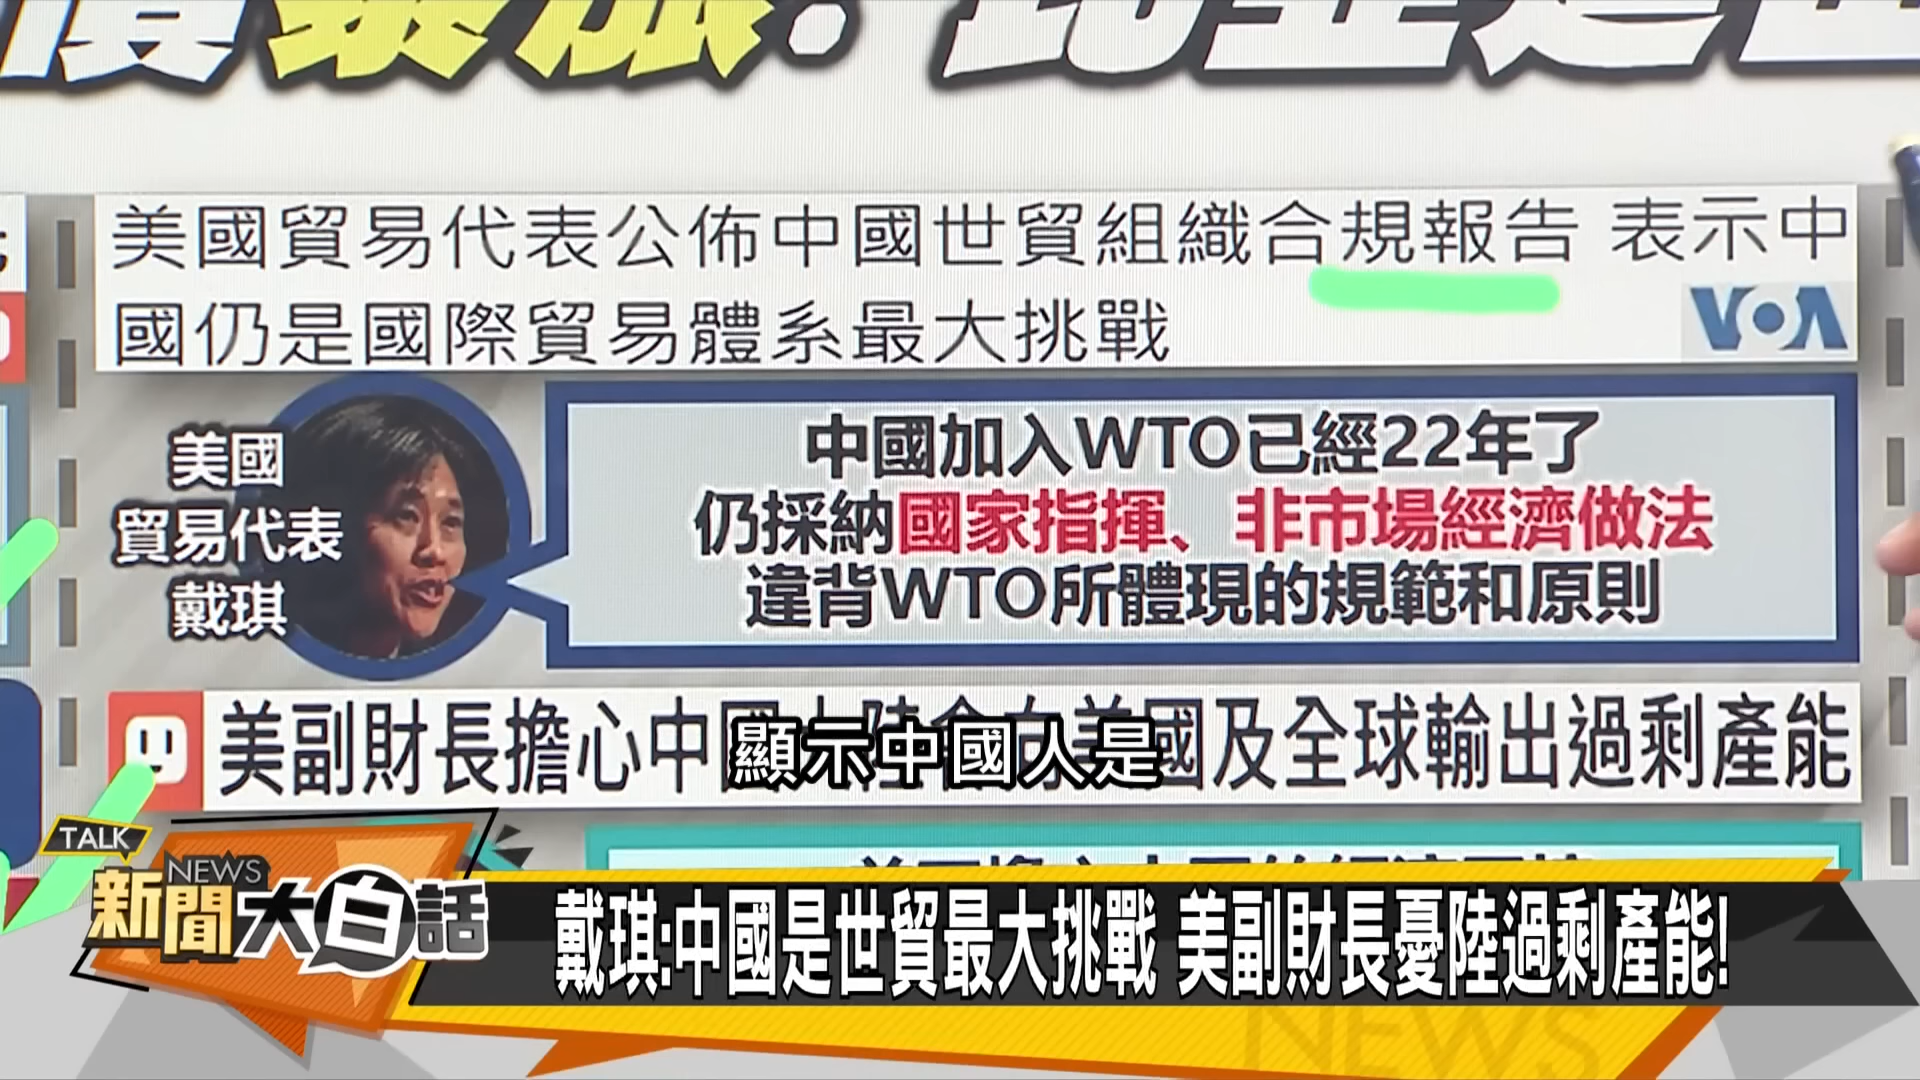 美國貿易代表公佈中國世貿組織合規報告 表示中
國仍是國際貿易體系最大挑戰
VOA
美國
貿易代表
戴琪
中國加入WTO已經22年了
仍採納國家指揮、非市場經濟做法
違背WTO所體現的規範和原則
美副財長擔心中國
美國及全球輸出過剩產能
顯示中國人是
TALK
NEWS
新聞大白話
戴琪:中國是世貿最大挑戰 美副財長憂陸過剩產能!
NEWS